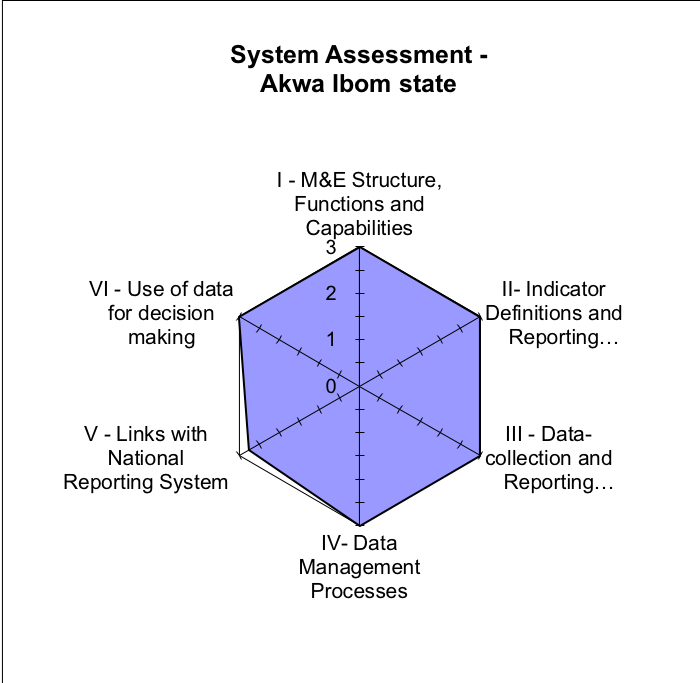 System Assessment -
Akwa Ibom state
I - M&E Structure,
Functions and
Capabilities
3
2
1
0
II- Indicator
Definitions and
Reporting…
III - Data-
collection and
Reporting…
IV- Data
Management
Processes
V - Links with
National
Reporting System
VI - Use of data
for decision
making